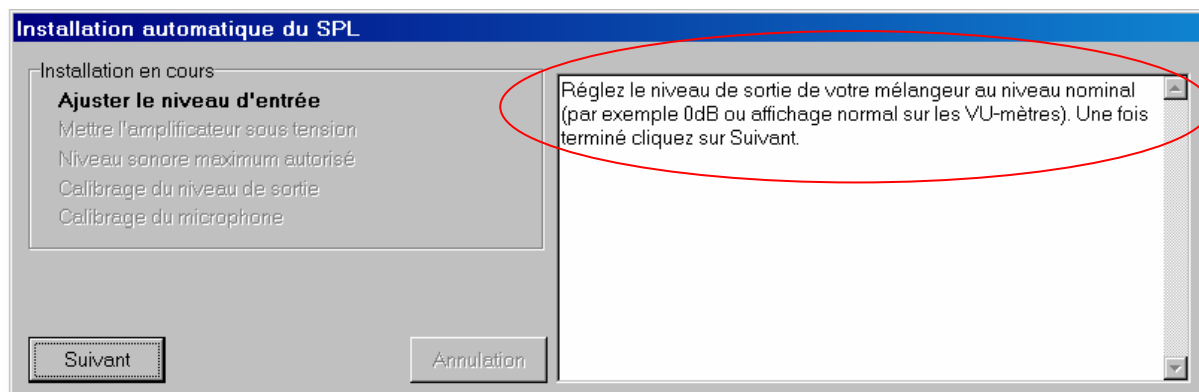 Installation automatique du SPL
Installation en cours
Ajuster le niveau d'entrée
Mettre l'amplificateur sous tension
Niveau sonore maximum autorisé
Calibrage du niveau de sortie
Calibrage du microphone
Réglez le niveau de sortie de votre mélangeur au niveau nominal
(par exemple 0dB ou affichage normal sur les VU-mètres). Une fois
terminé cliquez sur Suivant.
Suivant
Annulation